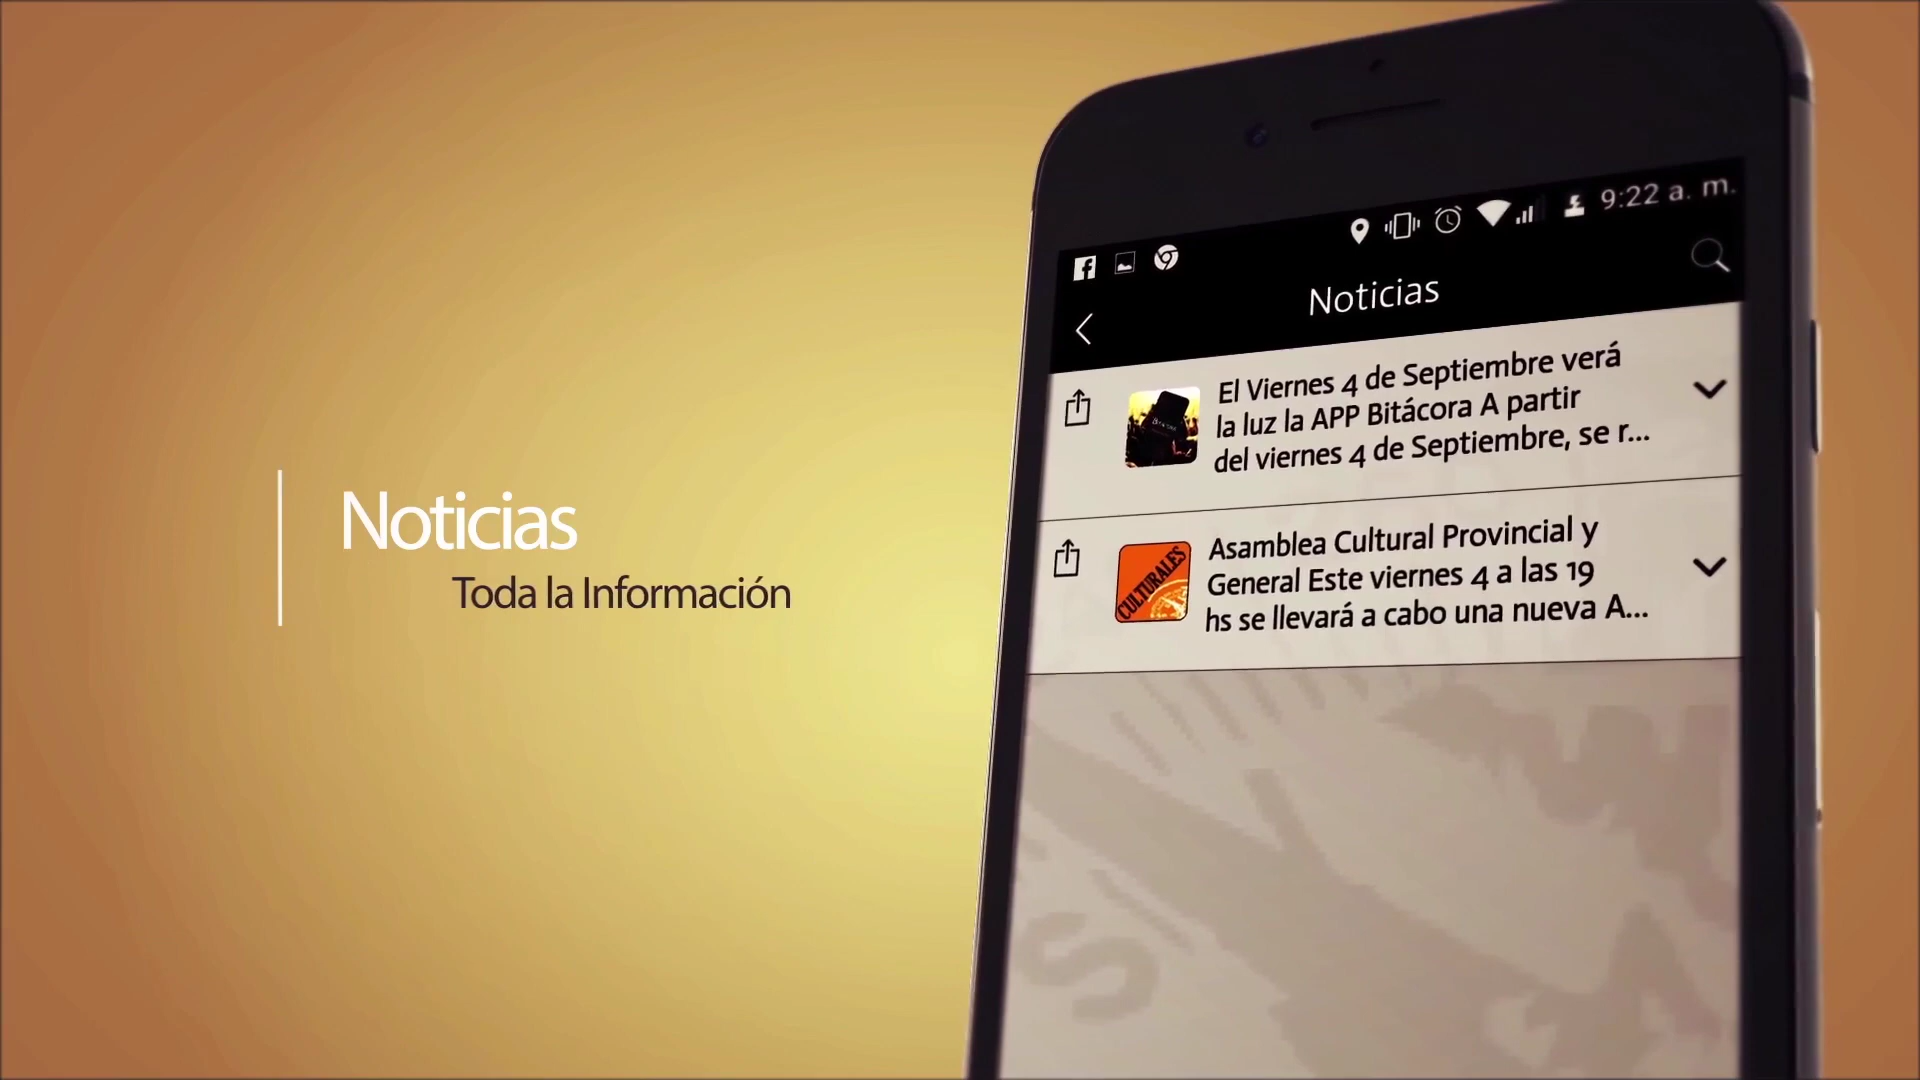 Noticias
Toda la Información
9:22 a. m.
Noticias
El Viernes 4 de Septiembre verá
la luz la APP Bitácora A partir
del viernes 4 de Septiembre, se r...
CULTURALES
Asamblea Cultural Provincial y
General Este viernes 4 a las 19
hs se llevará a cabo una nueva A...